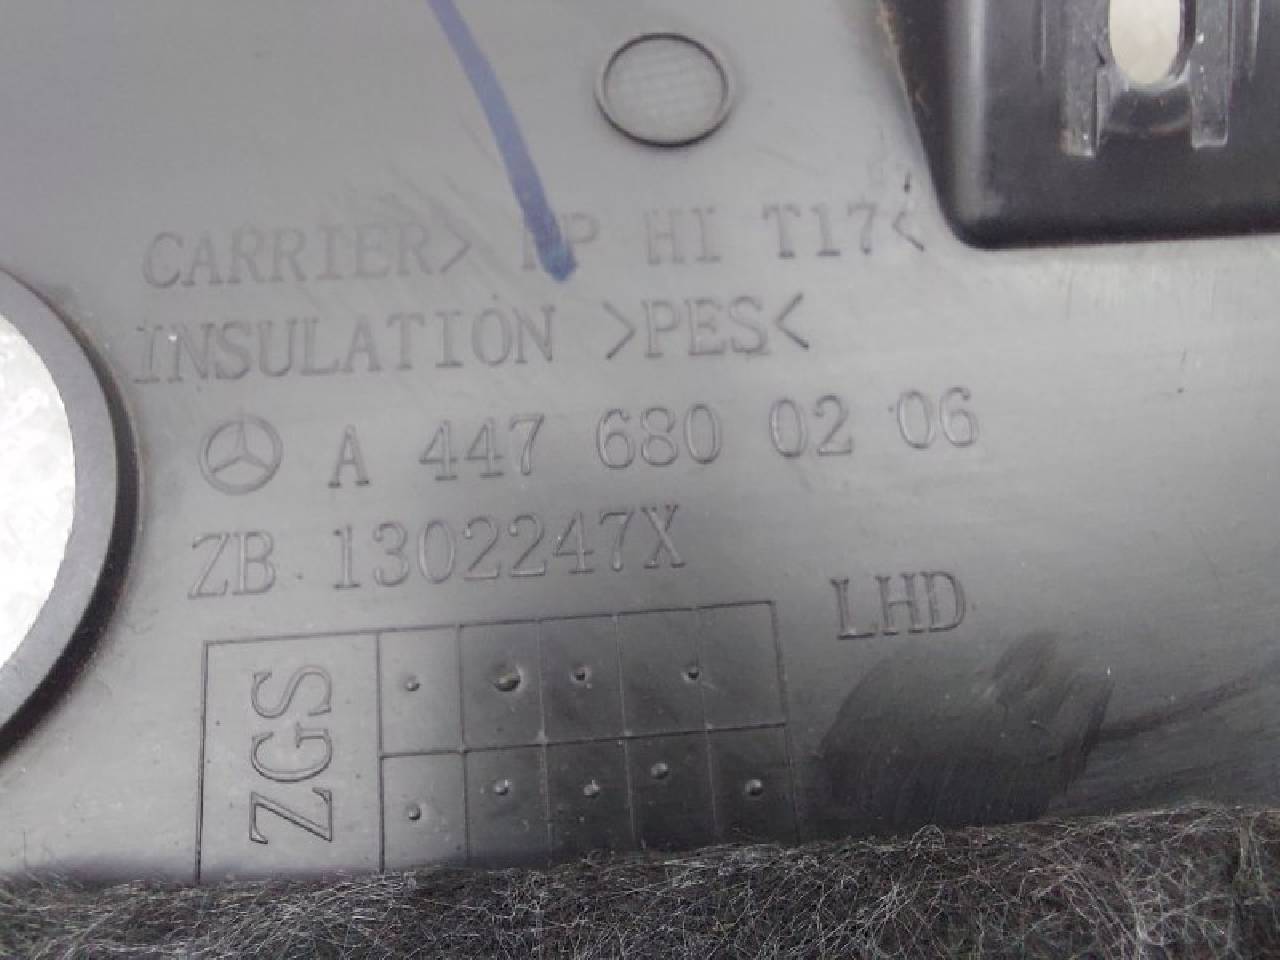 CARRIER> PP HI T17<
INSULATION >PES<
A 447 680 02 06
ZB 1302247X
LHD
ZGS